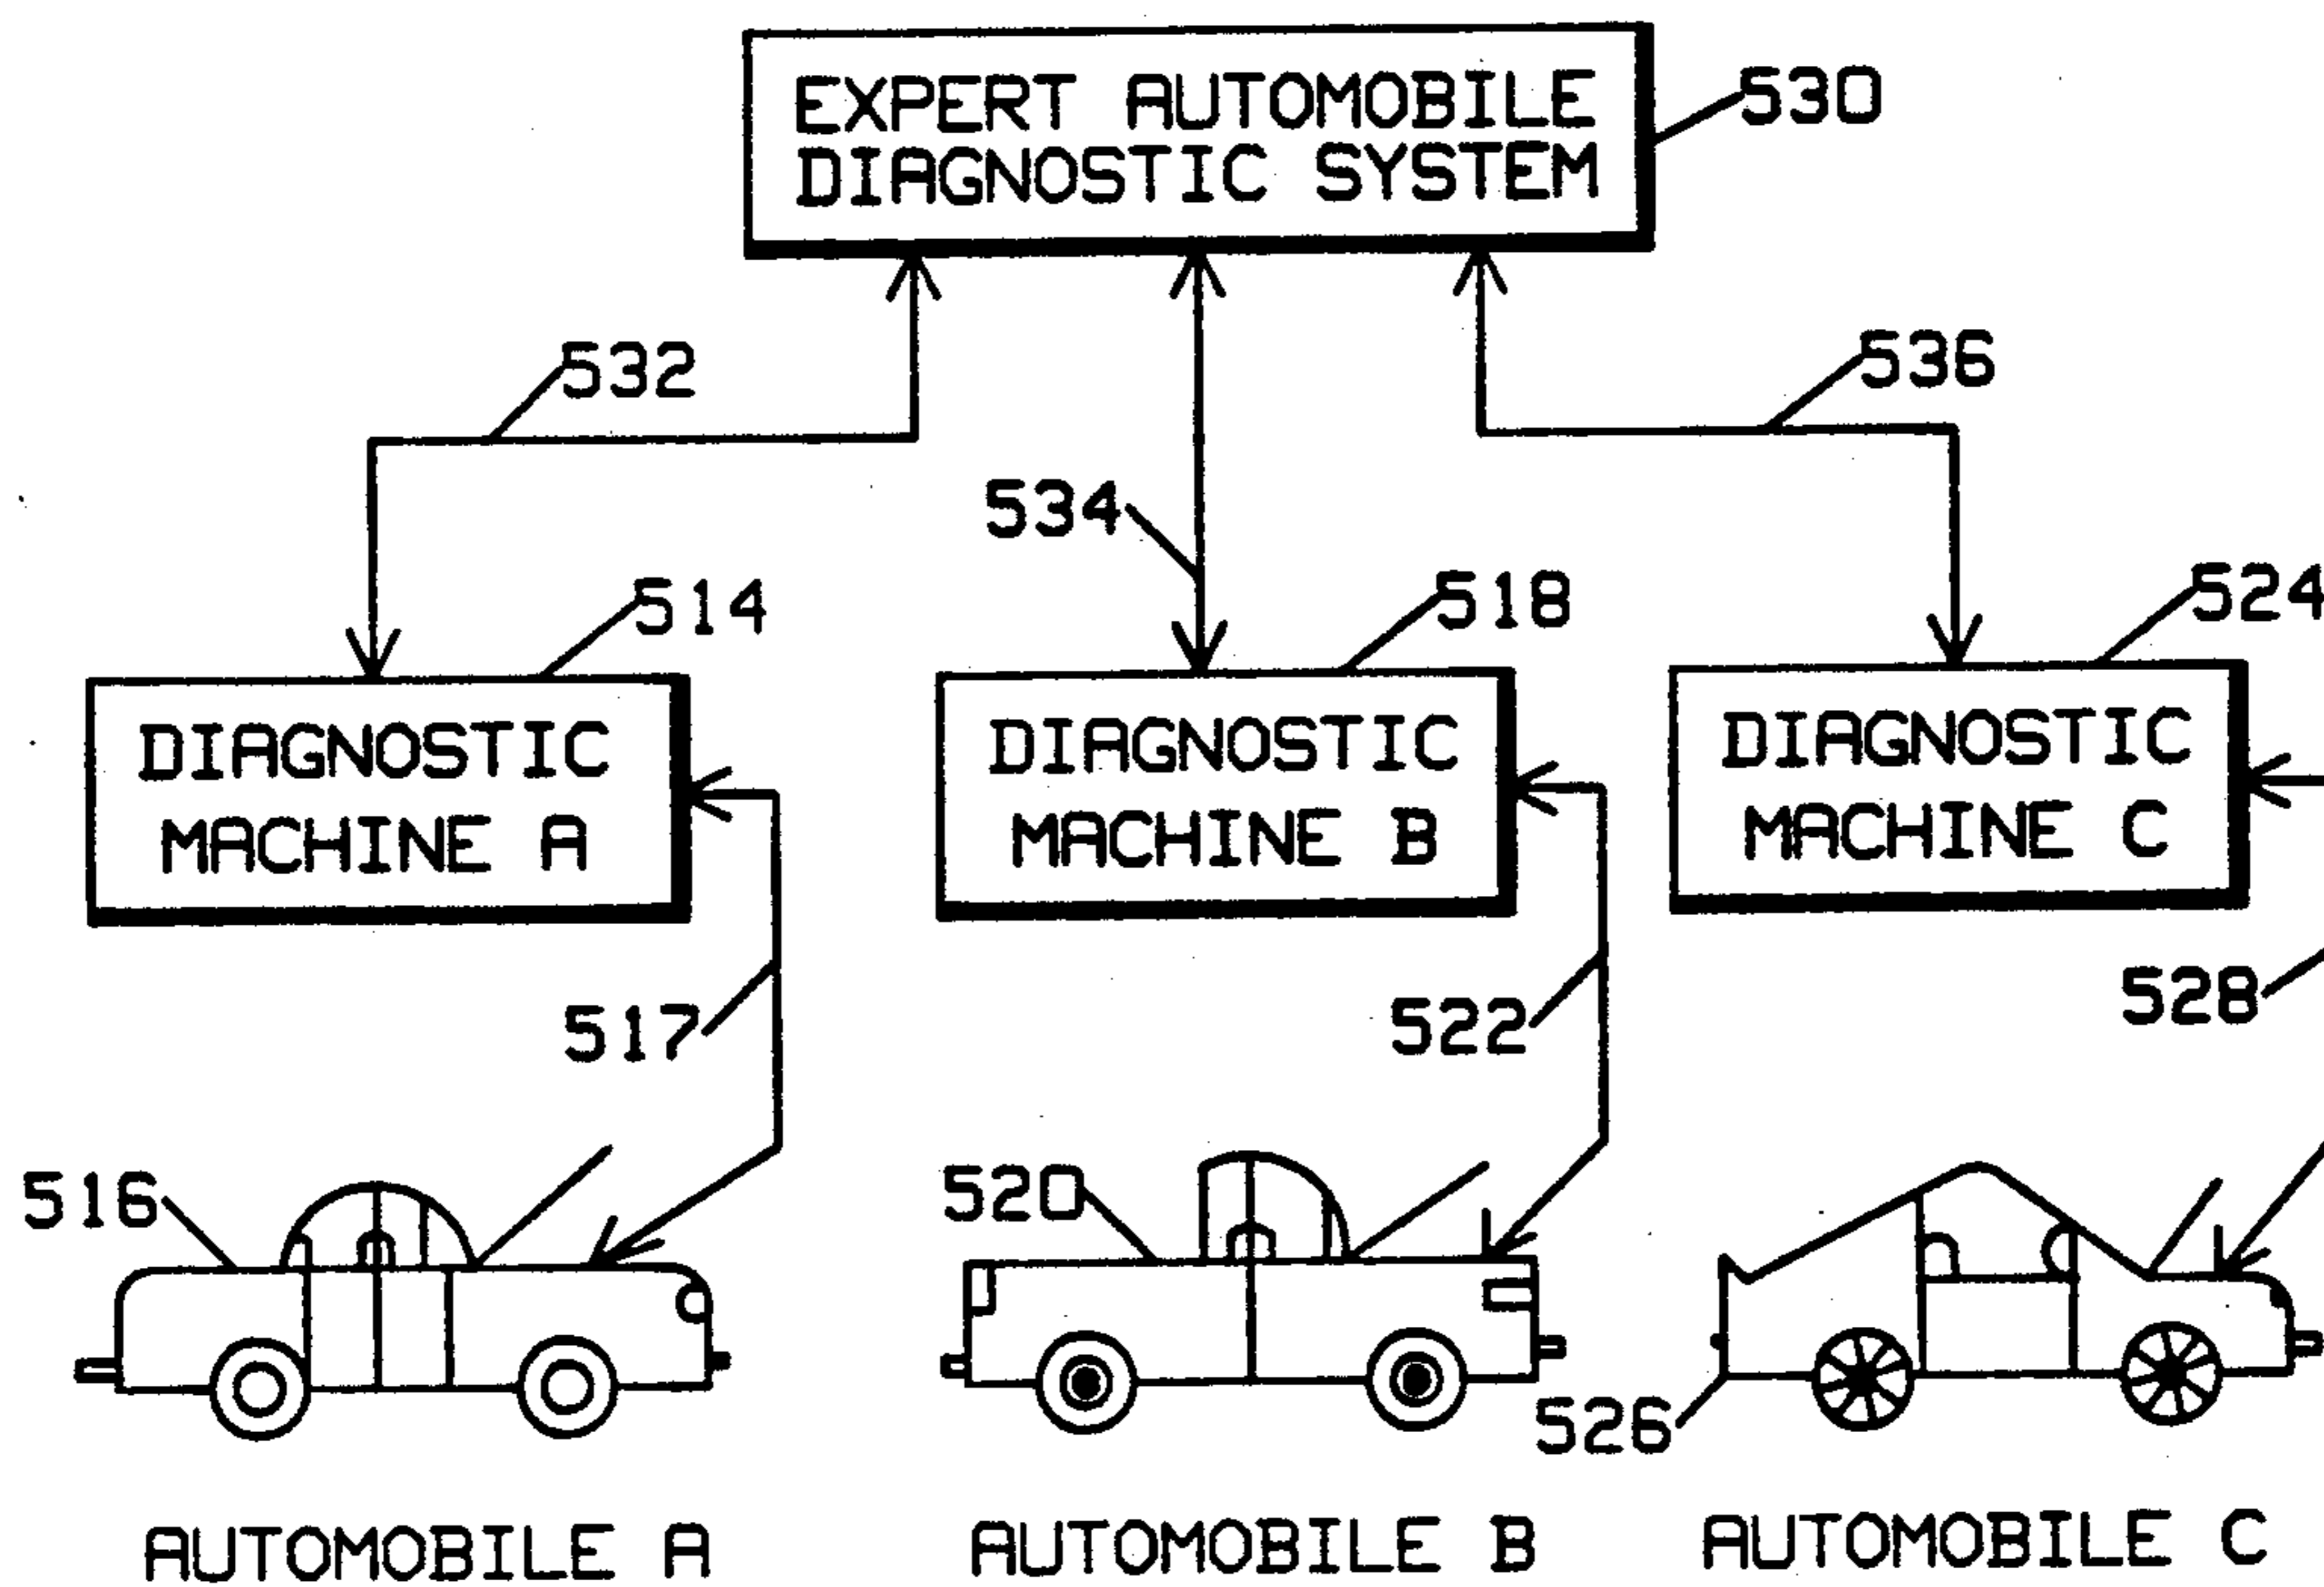 EXPERT AUTOMOBILE
DIAGNOSTIC SYSTEM
530
532
536
534
514
518
524
DIAGNOSTIC
MACHINE A
DIAGNOSTIC
MACHINE B
DIAGNOSTIC
MACHINE C
517
522
528
516
520
526
AUTOMOBILE A
AUTOMOBILE B
AUTOMOBILE C